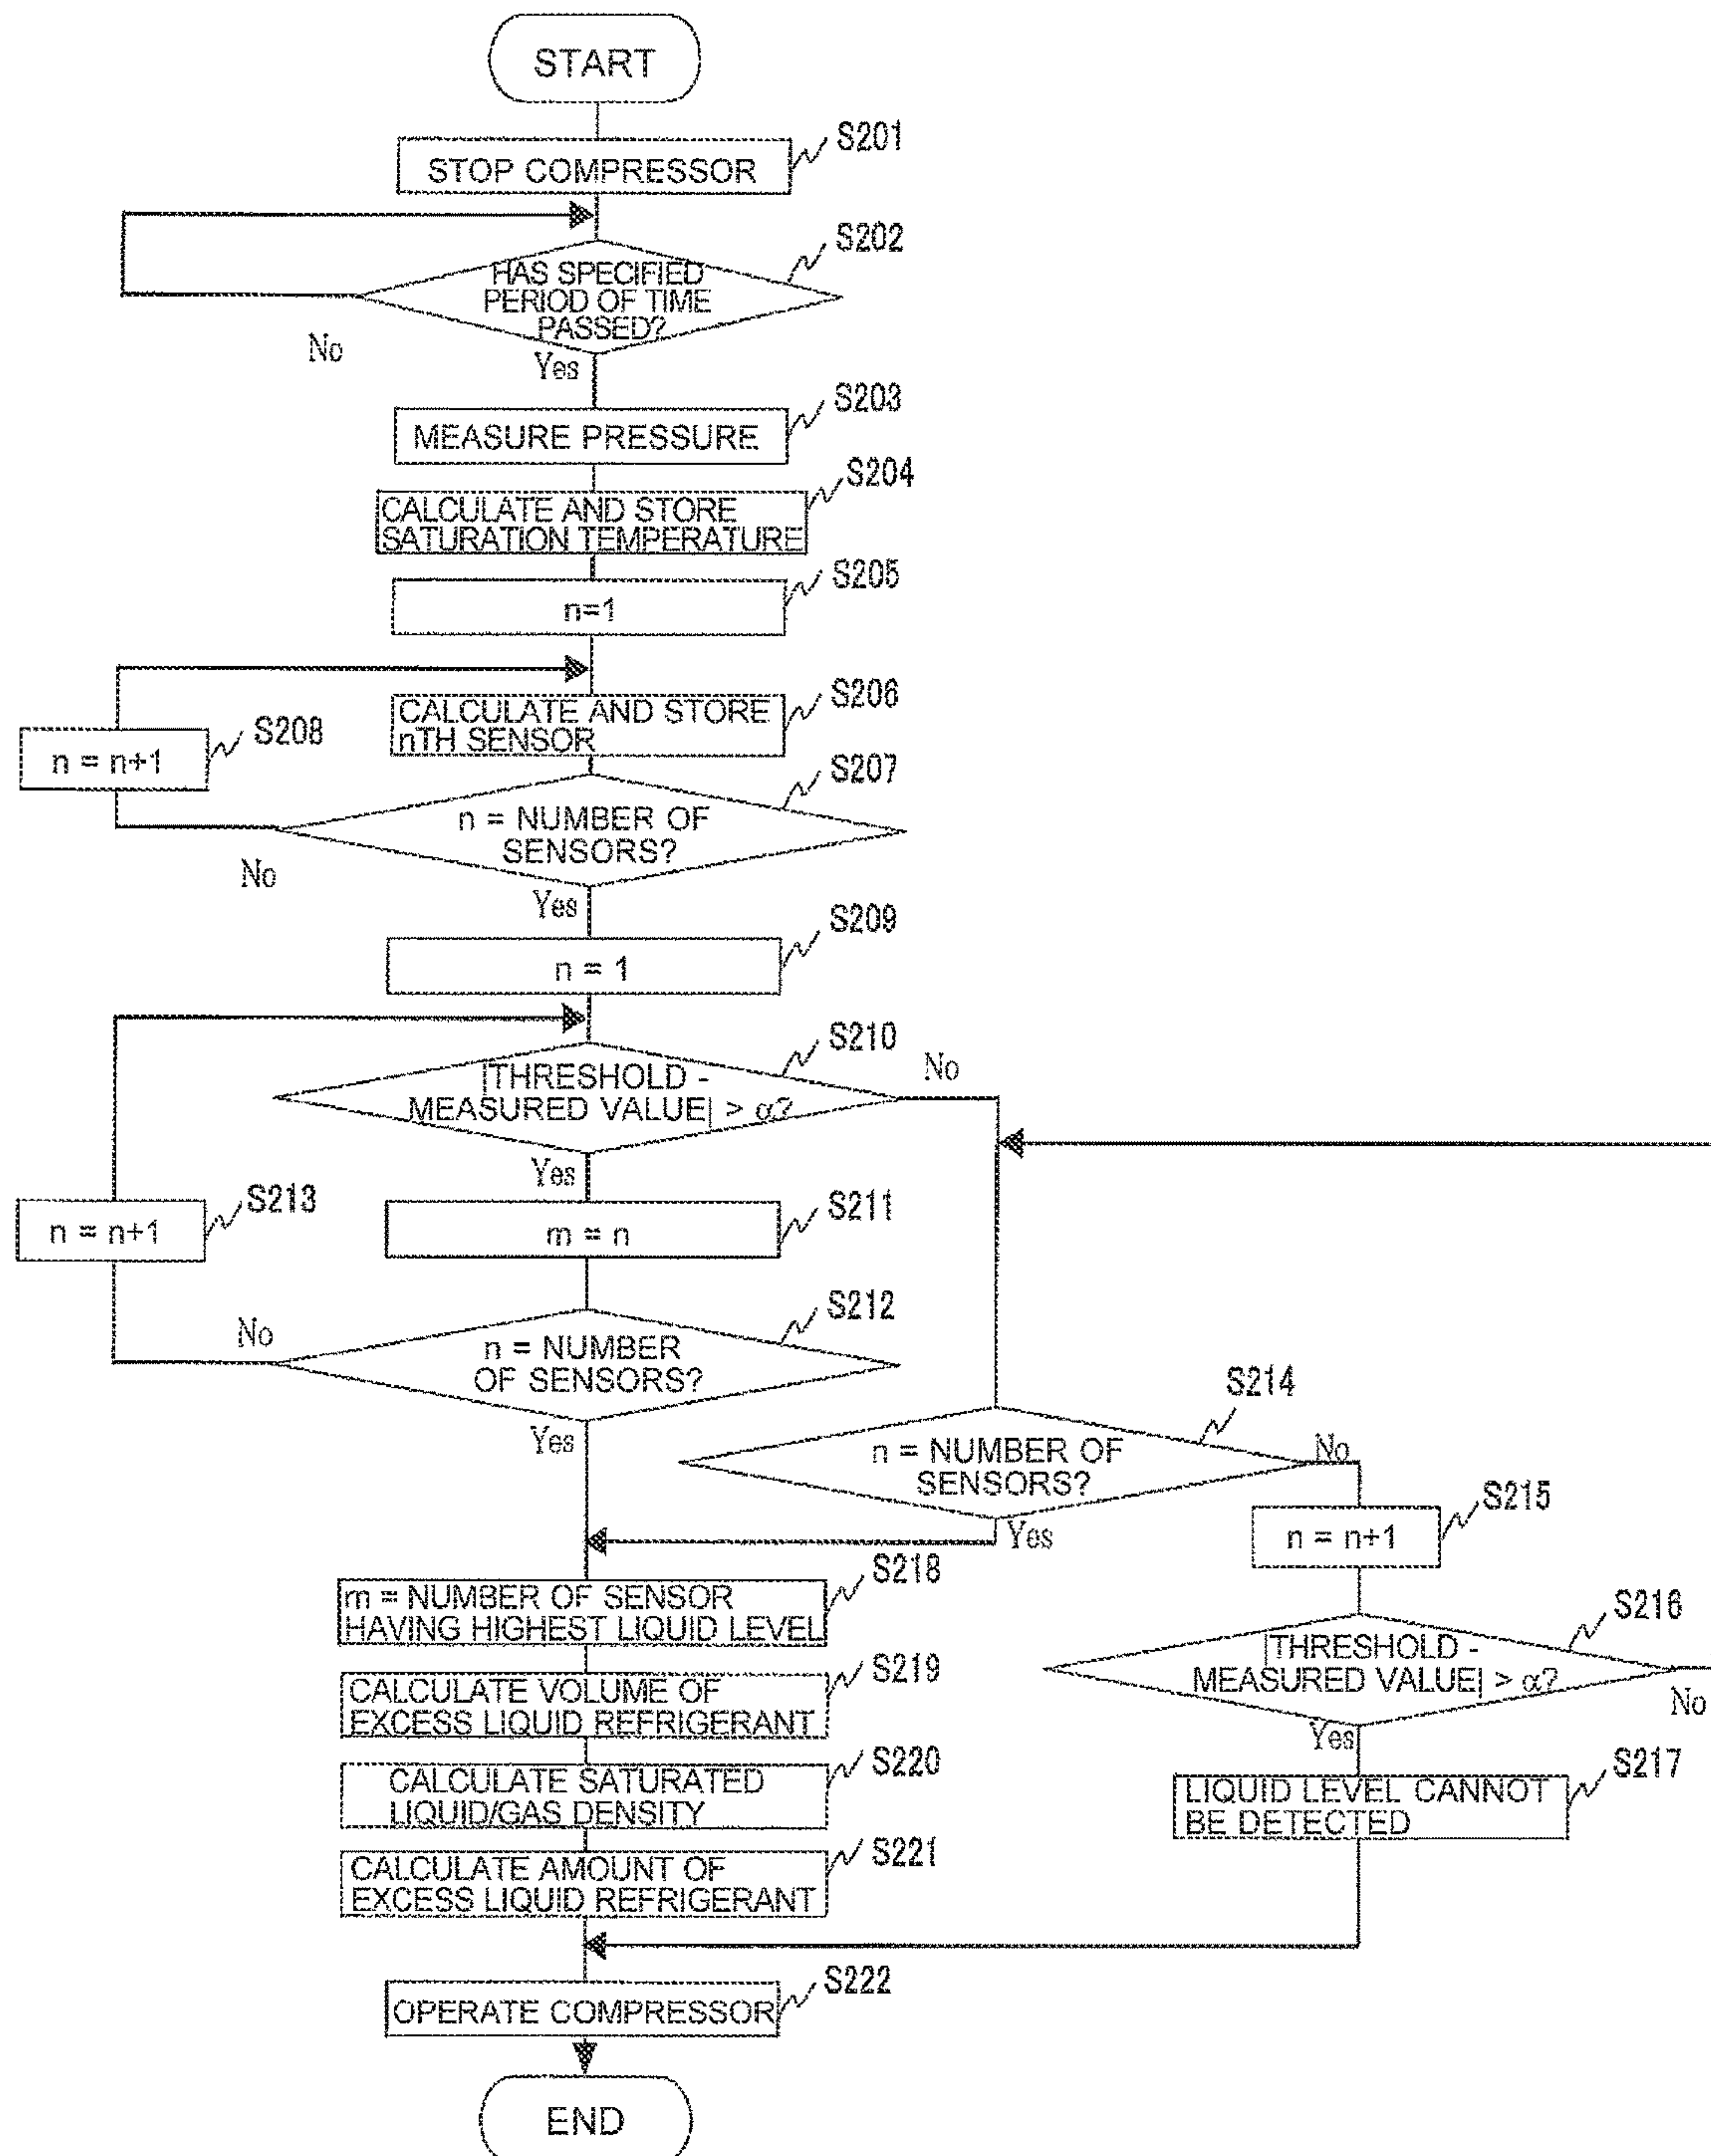 START
S201
STOP COMPRESSOR
S202
HAS SPECIFIED
PERIOD OF TIME
PASSED?
No
Yes
S203
MEASURE PRESSURE
S204
CALCULATE AND STORE
SATURATION TEMPERATURE
S205
n=1
S206
CALCULATE AND STORE
nTH SENSOR
S208
n = n+1
S207
n = NUMBER OF
SENSORS?
No
Yes
S209
n = 1
S210
|THRESHOLD -
MEASURED VALUE| > α?
No
Yes
S213
n = n+1
S211
m = n
S212
n = NUMBER
OF SENSORS?
No
Yes
S214
n = NUMBER OF
SENSORS?
No
Yes
S215
n = n+1
S216
|THRESHOLD -
MEASURED VALUE| > α?
No
Yes
S217
LIQUID LEVEL CANNOT
BE DETECTED
S218
m = NUMBER OF SENSOR
HAVING HIGHEST LIQUID LEVEL
S219
CALCULATE VOLUME OF
EXCESS LIQUID REFRIGERANT
S220
CALCULATE SATURATED
LIQUID/GAS DENSITY
S221
CALCULATE AMOUNT OF
EXCESS LIQUID REFRIGERANT
S222
OPERATE COMPRESSOR
END